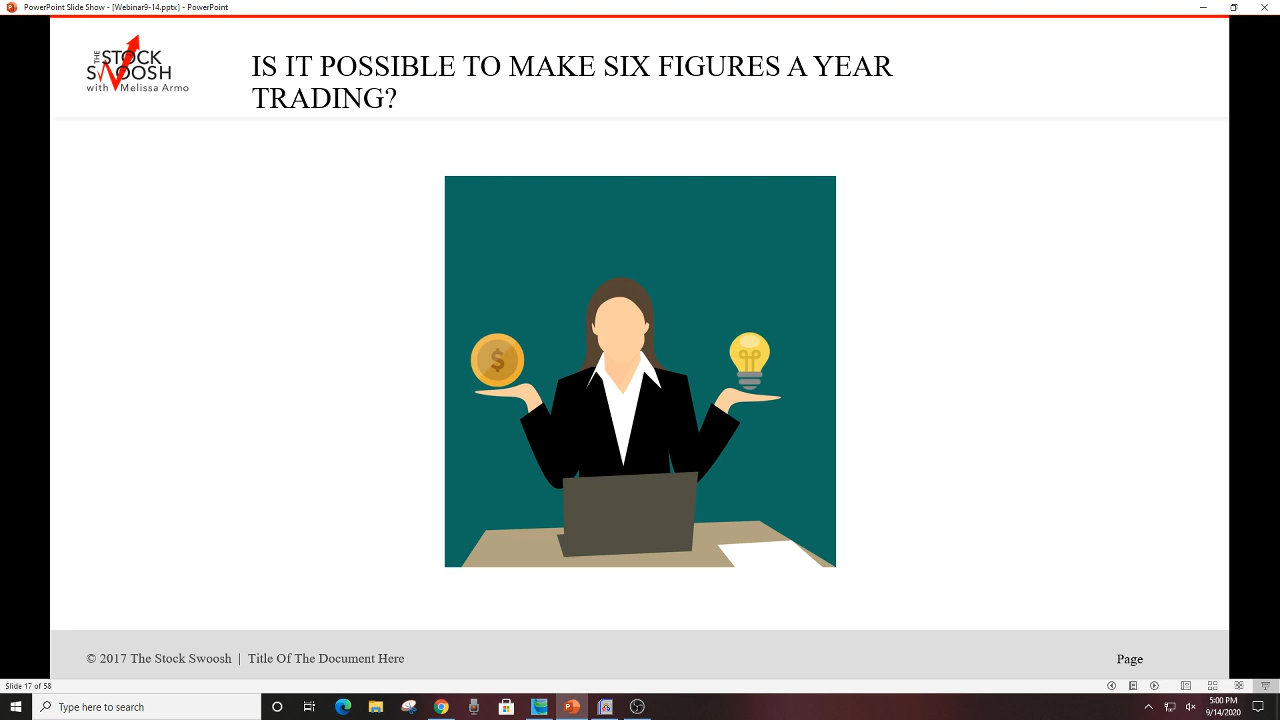 PowerPoint Slide Show - [Webinar9-14.pptx] - PowerPoint
THE
STOCK
SWOOSH
with Melissa Armo
IS IT POSSIBLE TO MAKE SIX FIGURES A YEAR
TRADING?
$
© 2017 The Stock Swoosh | Title Of The Document Here
Page
Slide 17 of 58
Type here to search
5:00 PM
9/14/2020